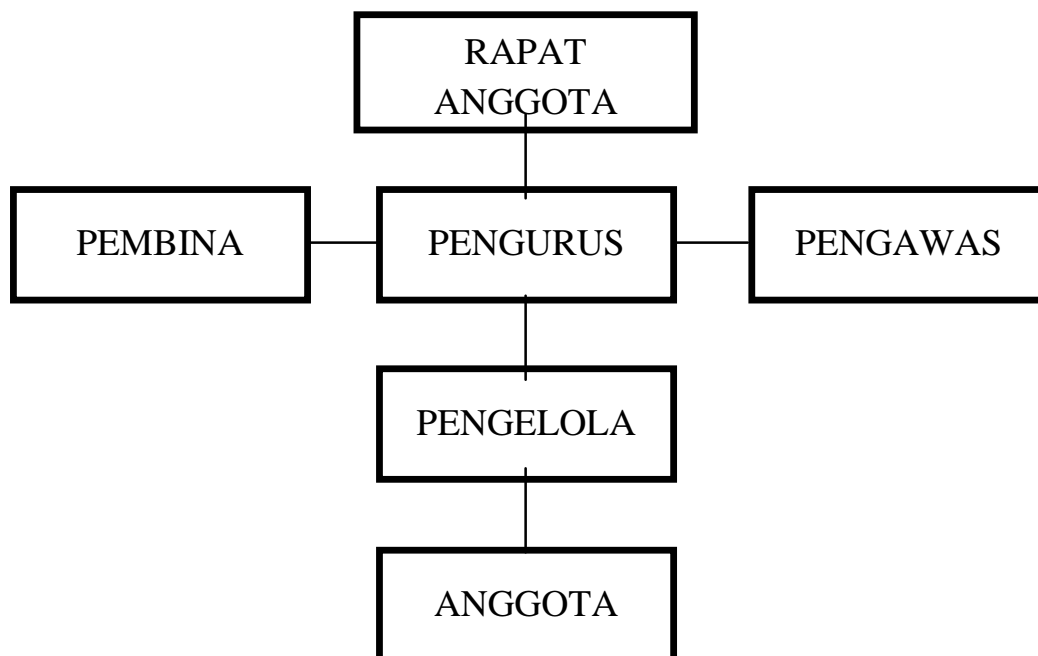 RAPAT
ANGGOTA
PEMBINA
PENGURUS
PENGAWAS
PENGELOLA
ANGGOTA